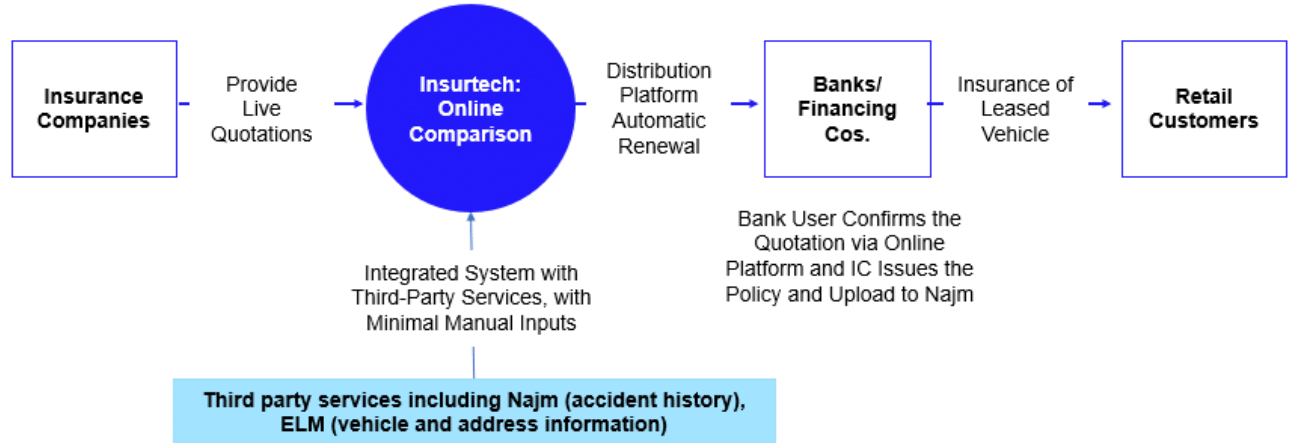 Insurance
Companies
Provide
Live
Quotations
Insurtech:
Online
Comparison
Distribution
Platform
Automatic
Renewal
Banks/
Financing
Cos.
Insurance of
Leased
Vehicle
Retail
Customers
Bank User Confirms the
Quotation via Online
Platform and IC Issues the
Policy and Upload to Najm
Integrated System with
Third-Party Services, with
Minimal Manual Inputs
Third party services including Najm (accident history),
ELM (vehicle and address information)